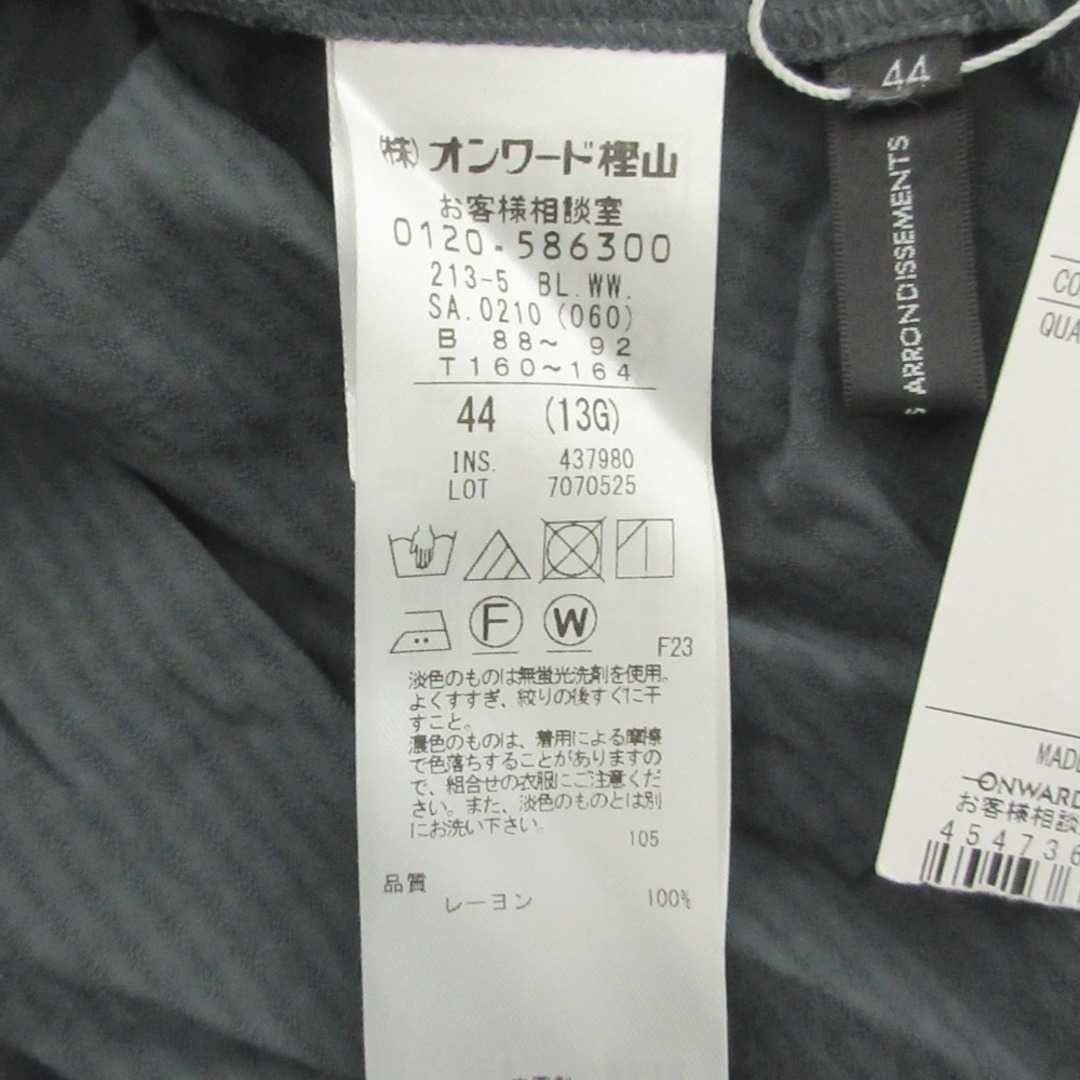 (株)オンワード樫山
お客様相談室
0120-586300
213-5 BL.WW.
SA.0210 (060)
B 88～ 92
T 160～164
44 (13G)
INS. 437980
LOT 7070525
F
W
F23
淡色のものは無蛍光洗剤を使用。
よくすすぎ、絞りの後すぐに干
すこと。
濃色のものは、着用による摩擦
で色落ちすることがありますの
で、組合せの衣服にご注意くだ
さい。また、淡色のものとは別
にお洗い下さい。
105
品質
レーヨン 100%
44
ARRONDISSEMENTS
CO
QUA
MAD
ONWARD
お客様相談
454736